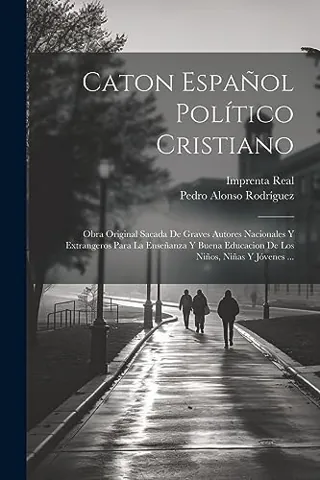 CATON ESPAÑOL
POLÍTICO
CRISTIANO
Imprenta Real
Pedro Alonso Rodríguez
Obra Original Sacada De Graves Autores Nacionales Y
Extrangeros Para La Enseñanza Y Buena Educacion De Los
Niños, Niñas Y Jóvenes ...